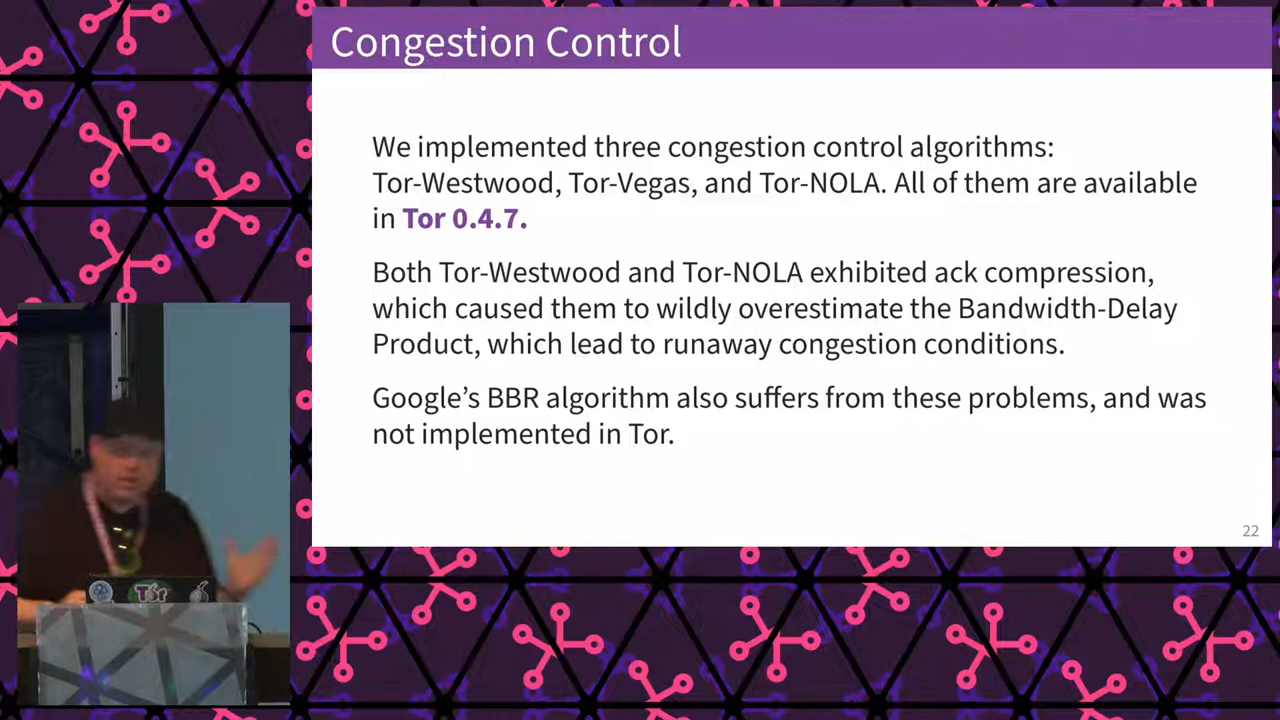 Congestion Control
We implemented three congestion control algorithms:
Tor-Westwood, Tor-Vegas, and Tor-NOLA. All of them are available
in Tor 0.4.7.
Both Tor-Westwood and Tor-NOLA exhibited ack compression,
which caused them to wildly overestimate the Bandwidth-Delay
Product, which lead to runaway congestion conditions.
Google's BBR algorithm also suffers from these problems, and was
not implemented in Tor.
22
Tor